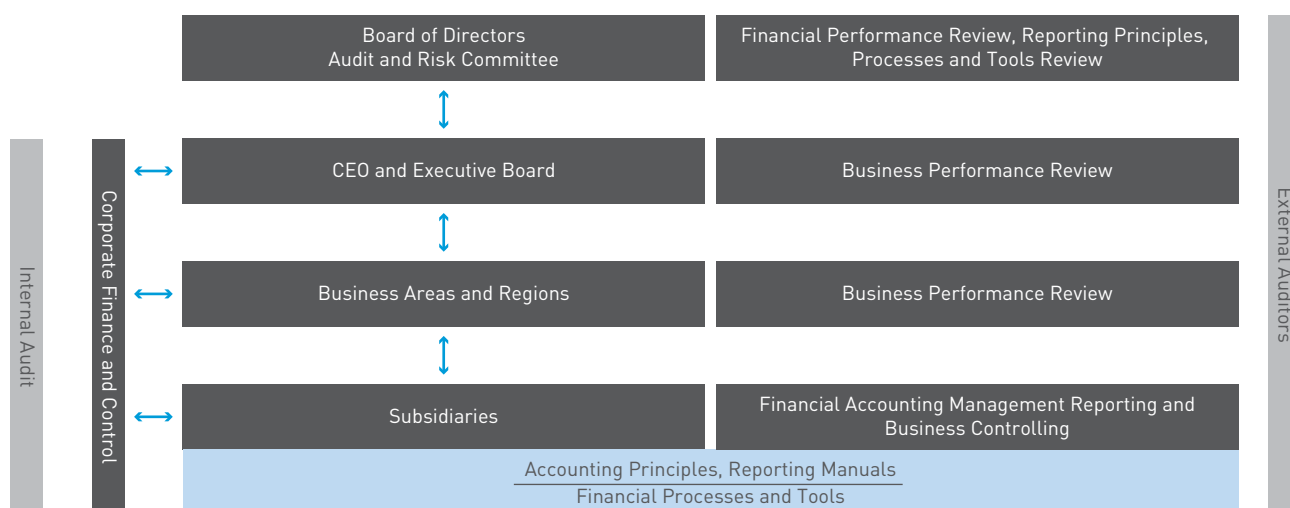 Board of Directors
Audit and Risk Committee
Financial Performance Review, Reporting Principles,
Processes and Tools Review
CEO and Executive Board
Business Performance Review
Business Areas and Regions
Business Performance Review
Subsidiaries
Financial Accounting Management Reporting and
Business Controlling
Accounting Principles, Reporting Manuals
Financial Processes and Tools
Internal Audit
Corporate Finance and Control
External Auditors